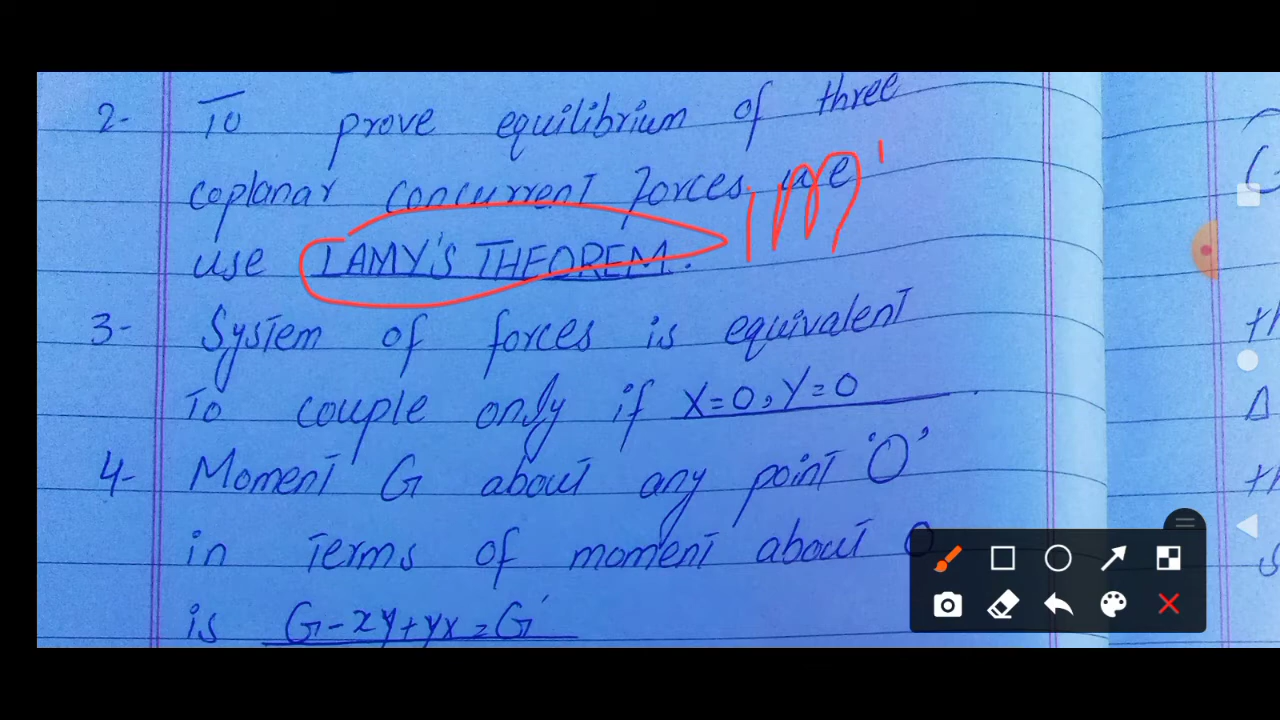 2- To prove equilibrium of three
coplanar concurrent forces we
use LAMY'S THEOREM.
3- System of forces is equivalent
to couple only if X=0, Y=0.
4- Moment G about any point 'O'
in terms of moment about O
is G-xy+yx=G'